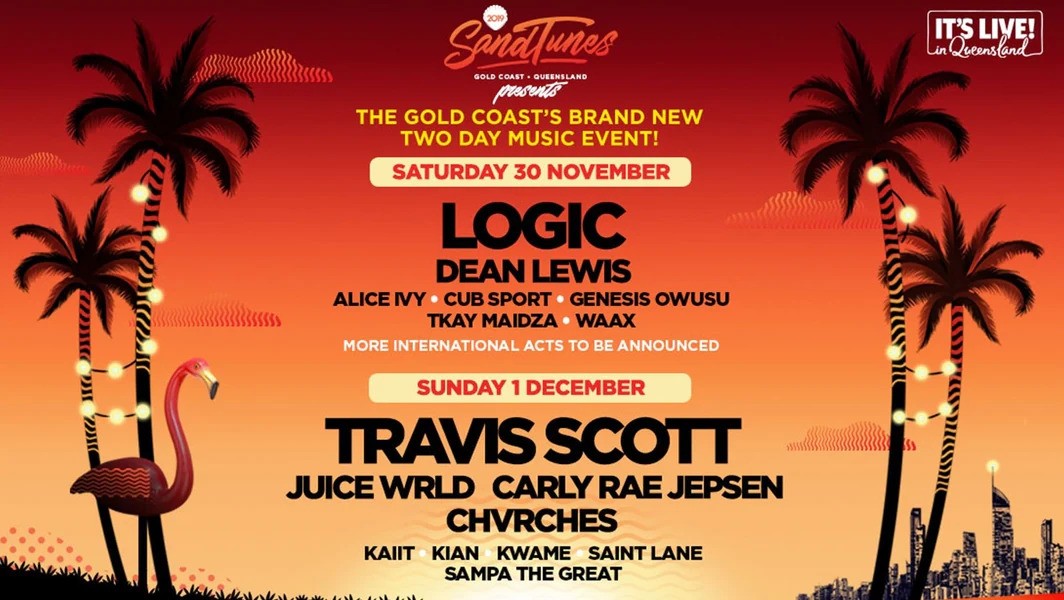 2019
SandTunes
GOLD COAST • QUEENSLAND
presents
IT'S LIVE!
in Queensland
THE GOLD COAST'S BRAND NEW
TWO DAY MUSIC EVENT!
SATURDAY 30 NOVEMBER
LOGIC
DEAN LEWIS
ALICE IVY • CUB SPORT • GENESIS OWUSU
TKAY MAIDZA • WAAX
MORE INTERNATIONAL ACTS TO BE ANNOUNCED
SUNDAY 1 DECEMBER
TRAVIS SCOTT
JUICE WRLD CARLY RAE JEPSEN
CHVRCHES
KAIIT • KIAN • KWAME • SAINT LANE
SAMPA THE GREAT